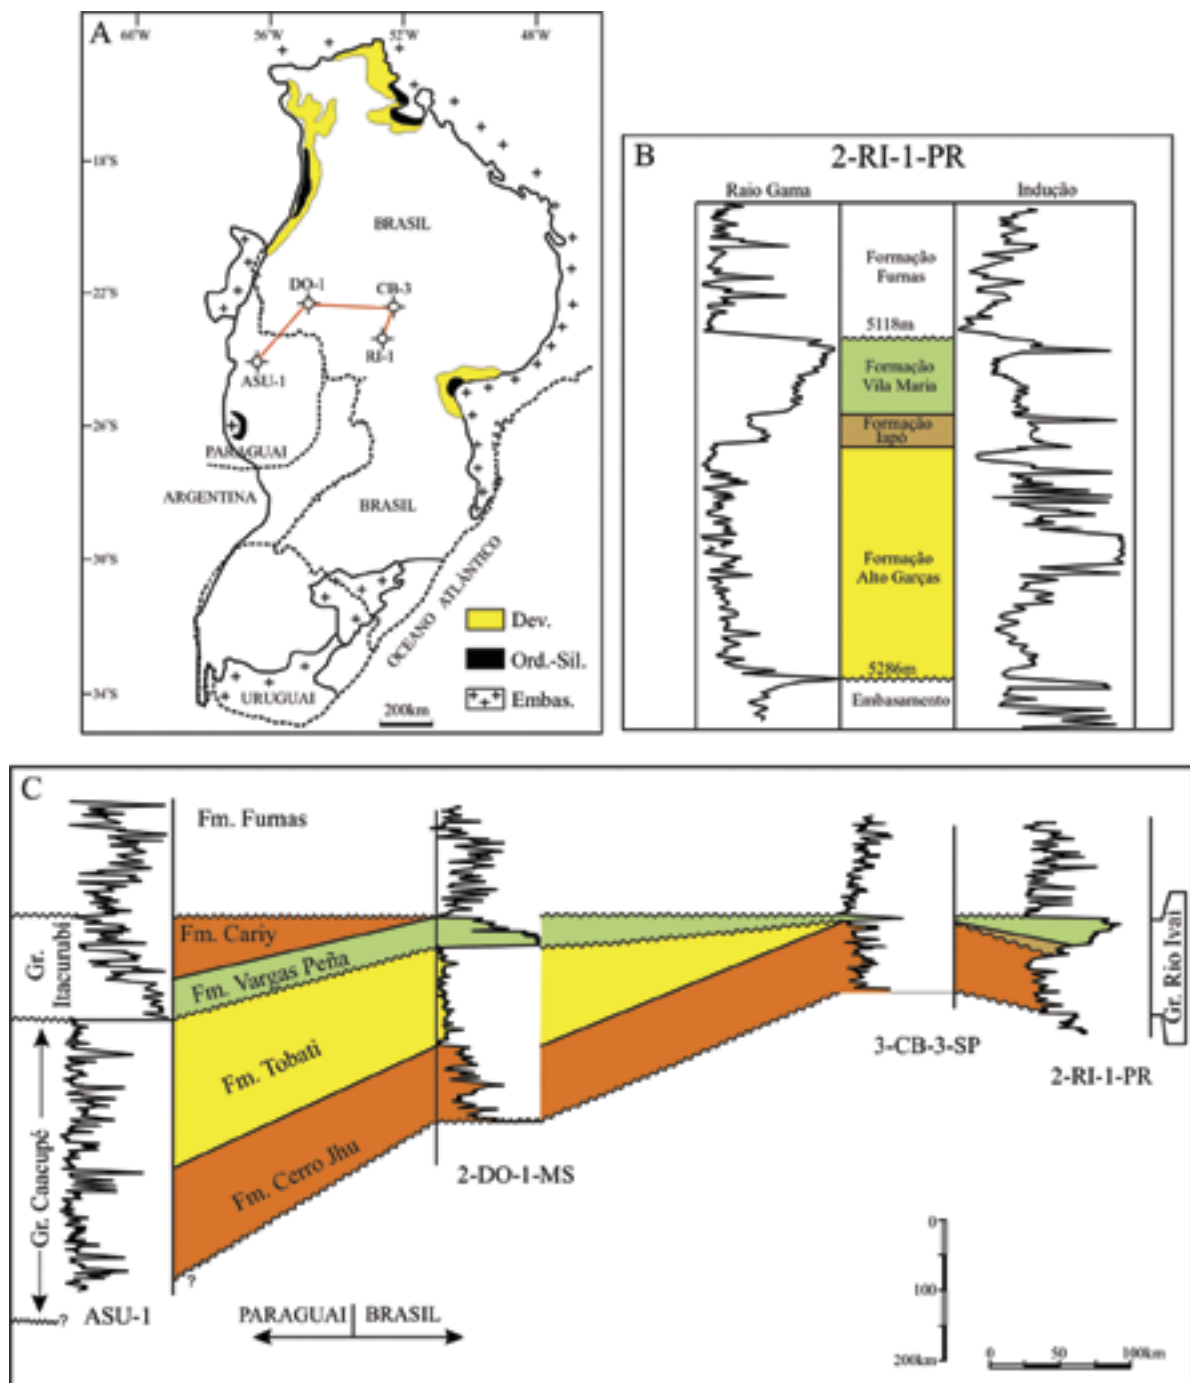 A
60°W
56°W
52°W
48°W
18°S
22°S
26°S
30°S
34°S
BRASIL
DO-1
CB-3
RI-1
ASU-1
PARAGUAI
ARGENTINA
BRASIL
OCEANO ATLÂNTICO
URUGUAI
Dev.
Ord.-Sil.
Embas.
200km
B
2-RI-1-PR
Raio Gama
Indução
Formação
Furnas
5118m
Formação
Vila Maria
Formação
Iapó
Formação
Alto Garças
5286m
Embasamento
C
Fm. Furnas
Gr. Itacurubí
Fm. Cariy
Fm. Vargas Peña
Fm. Tobati
Fm. Cerro Jhu
Gr. Caacupé
Gr. Rio Ivaí
3-CB-3-SP
2-RI-1-PR
2-DO-1-MS
?
?
ASU-1
PARAGUAI
BRASIL
0
100
200km
0
50
100km